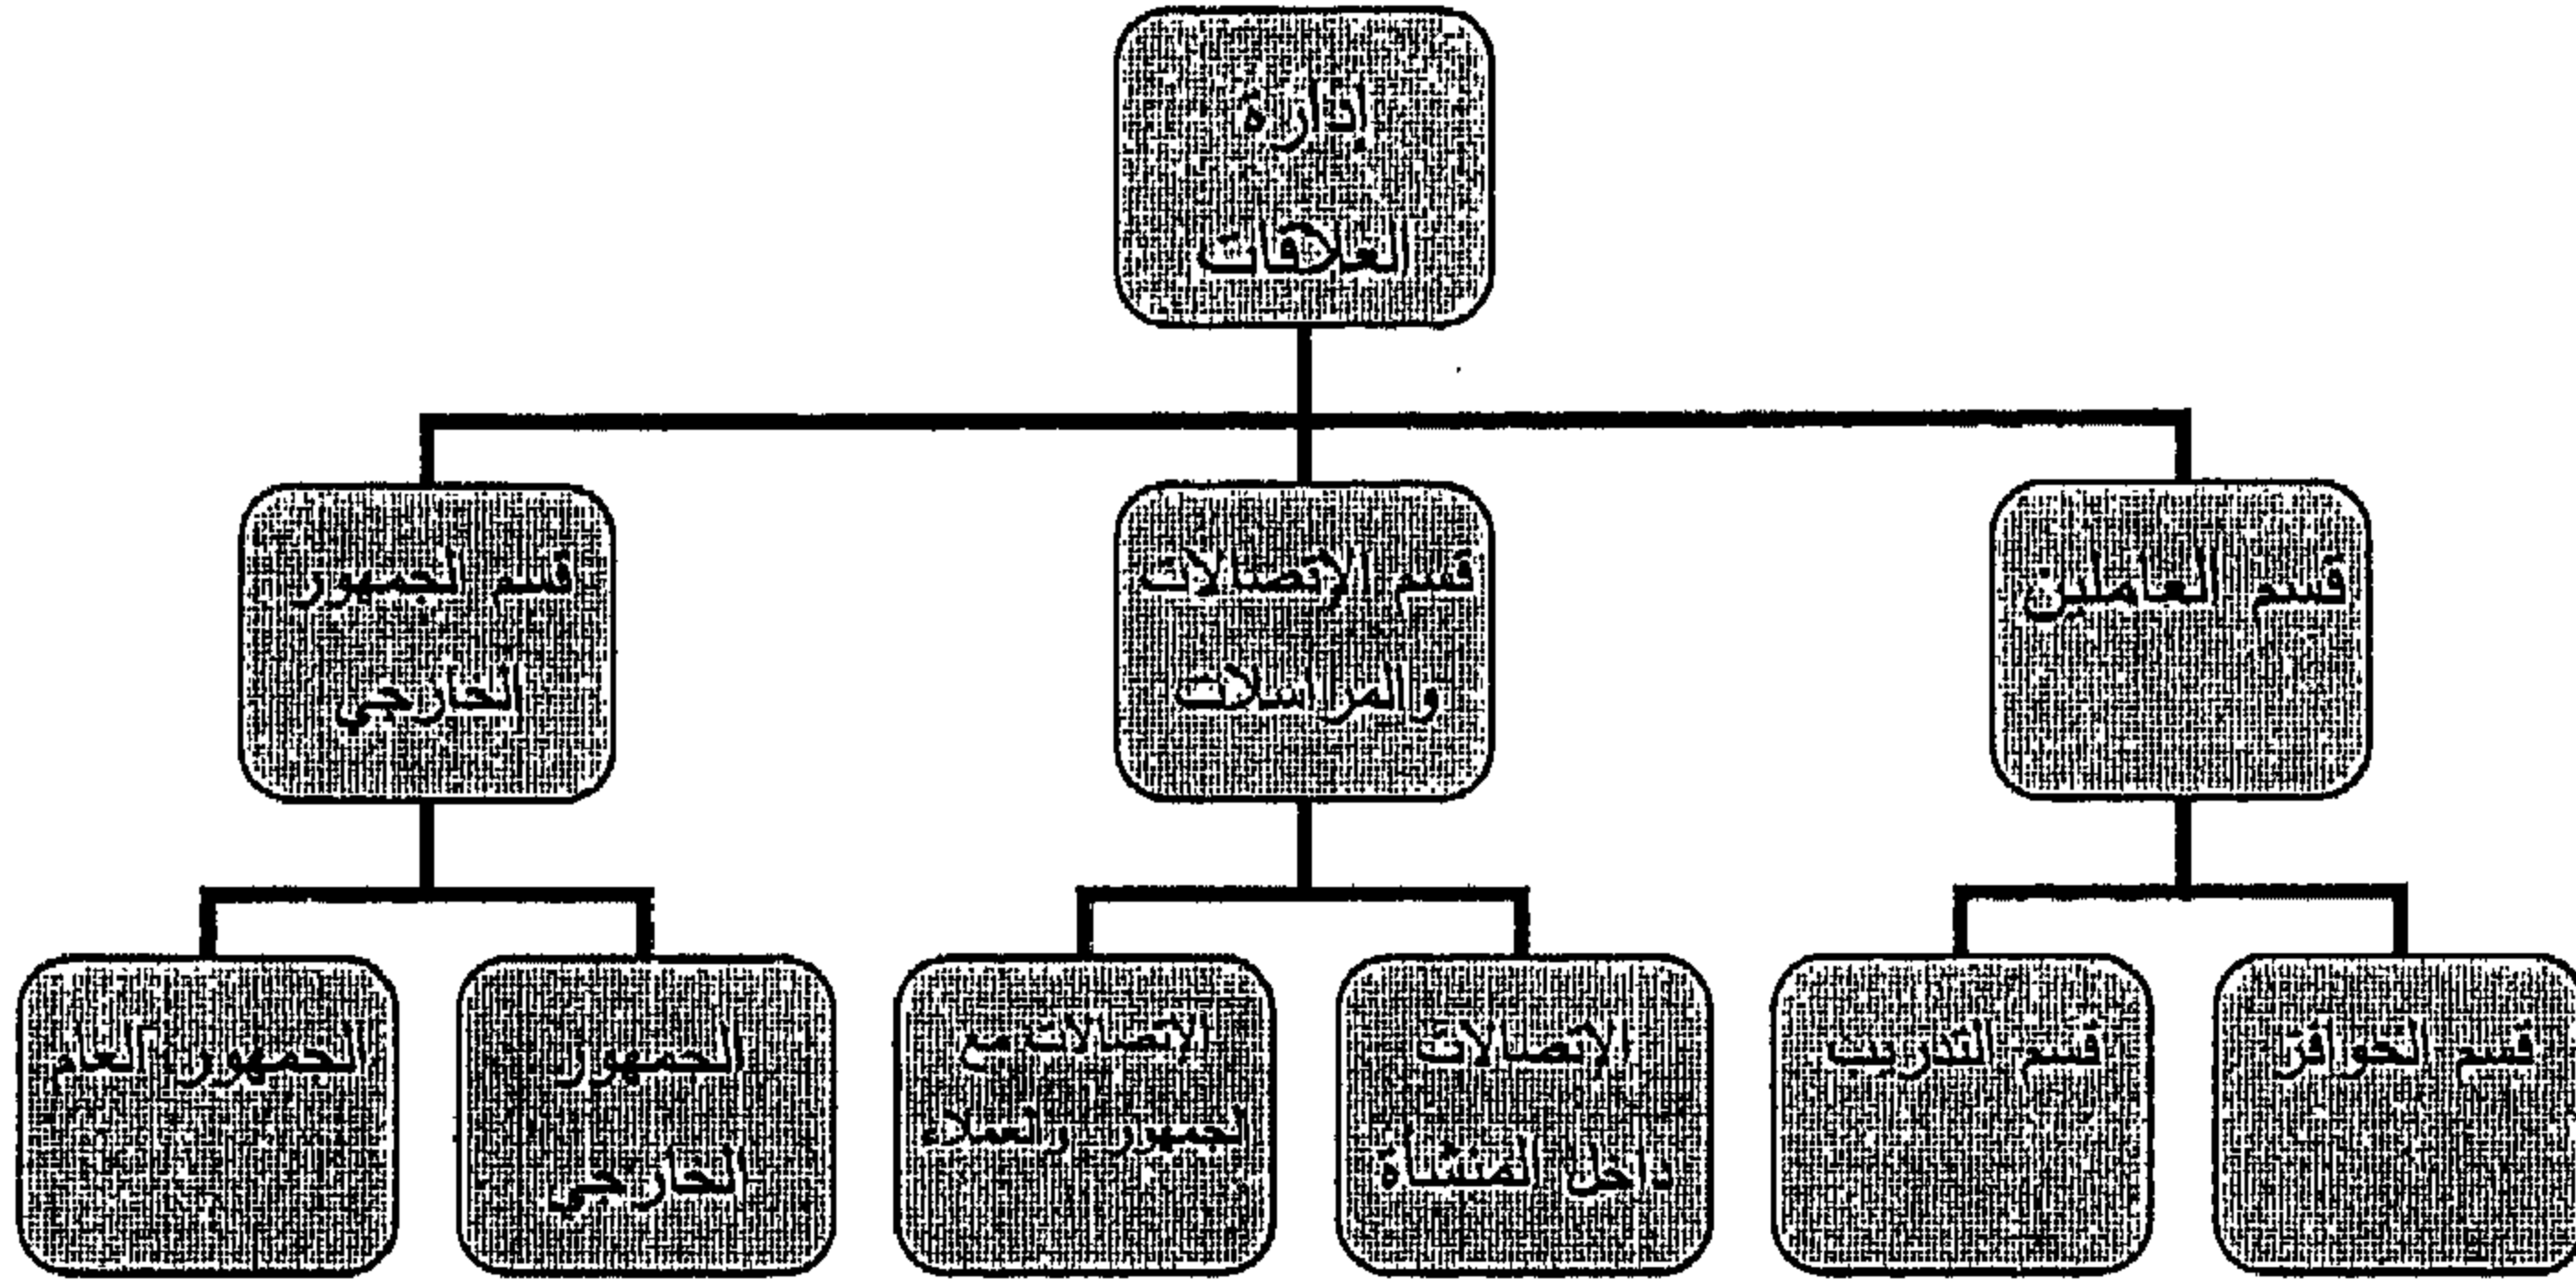 إدارة
العلاقات
قسم العاملين
قسم الإتصالات
والمراسلات
قسم الجمهور
الخارجي
قسم الحوافز
قسم التدريب
الإتصالات
داخل المنشأة
الإتصالات مع
الجمهور والعملاء
الجمهور
الخارجي
الجمهور العام